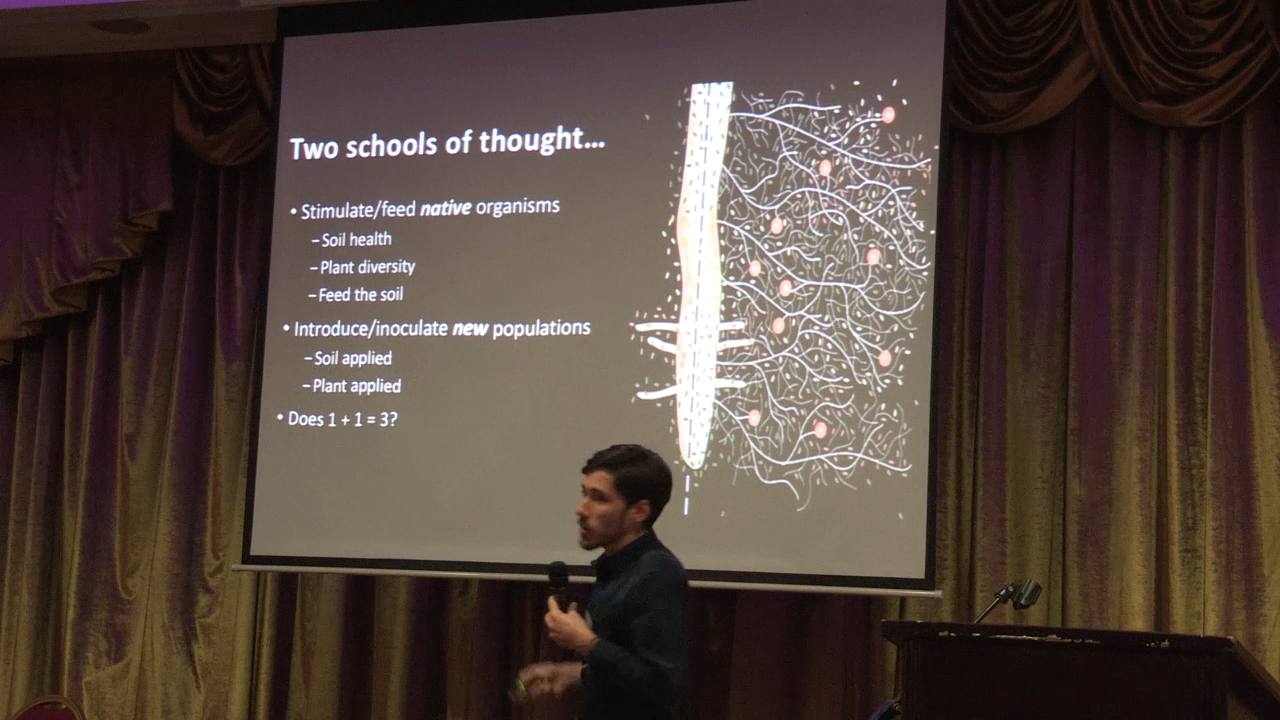 Two schools of thought...
• Stimulate/feed native organisms
– Soil health
– Plant diversity
– Feed the soil
• Introduce/inoculate new populations
– Soil applied
– Plant applied
• Does 1 + 1 = 3?